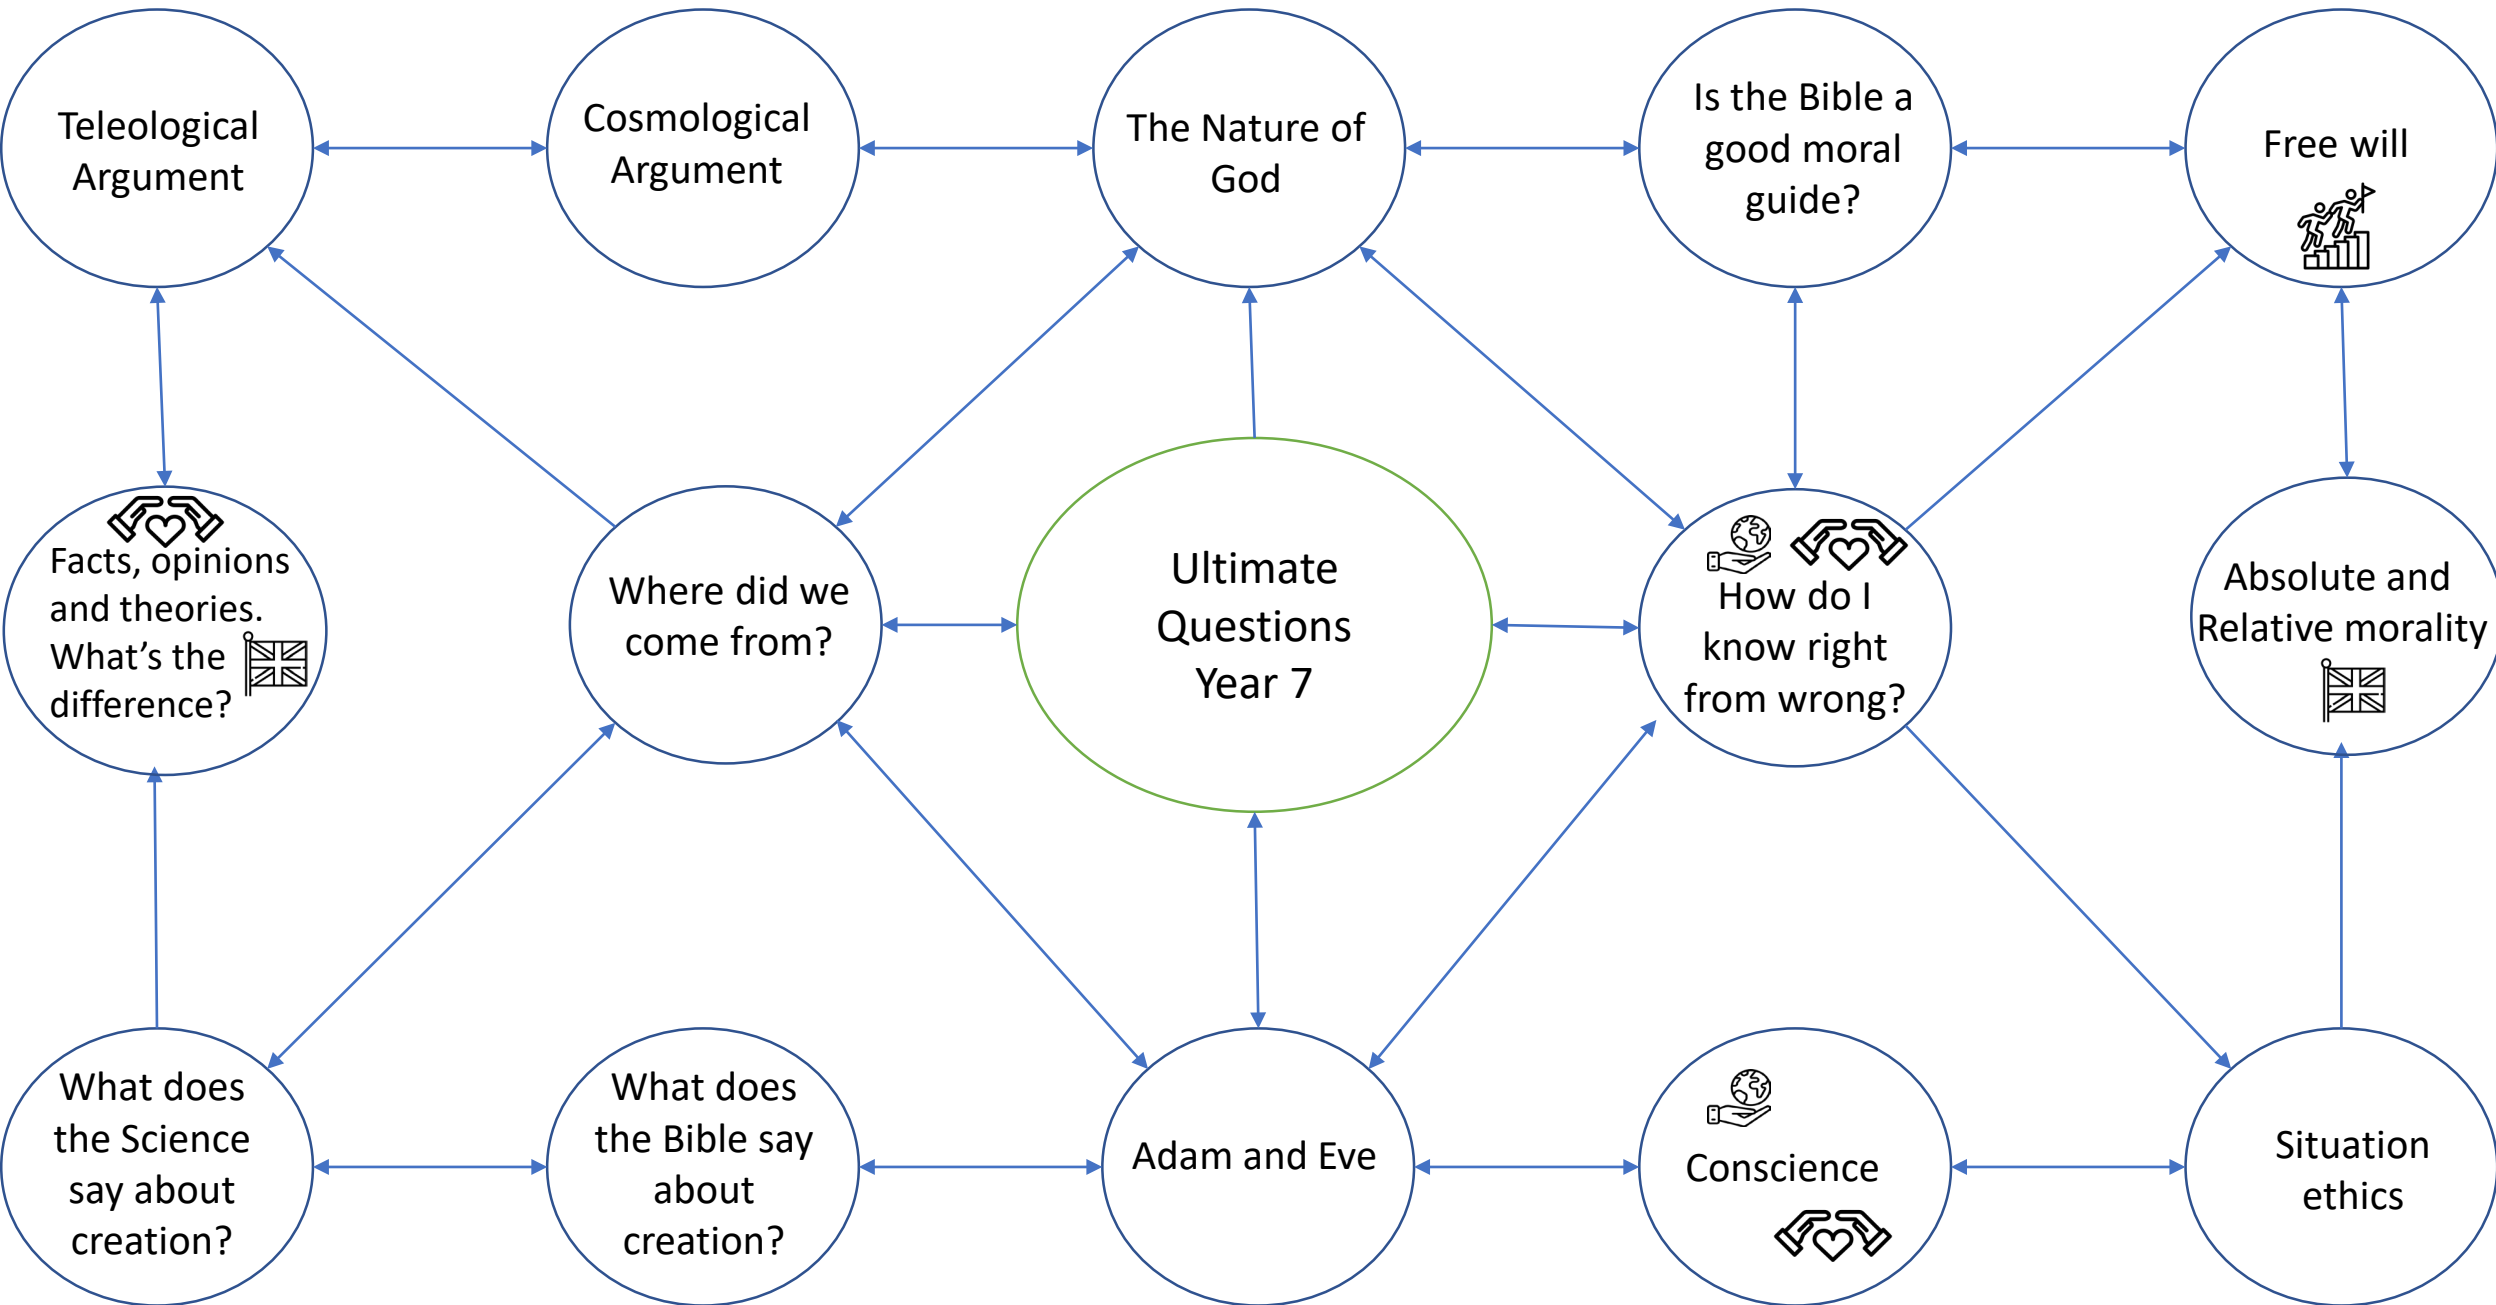 Teleological
Argument
Cosmological
Argument
The Nature of
God
Is the Bible a
good moral
guide?
Free will
Facts, opinions
and theories.
What’s the
difference?
Where did we
come from?
Ultimate
Questions
Year 7
How do I
know right
from wrong?
Absolute and
Relative morality
What does
the Science
say about
creation?
What does
the Bible say
about
creation?
Adam and Eve
Conscience
Situation
ethics